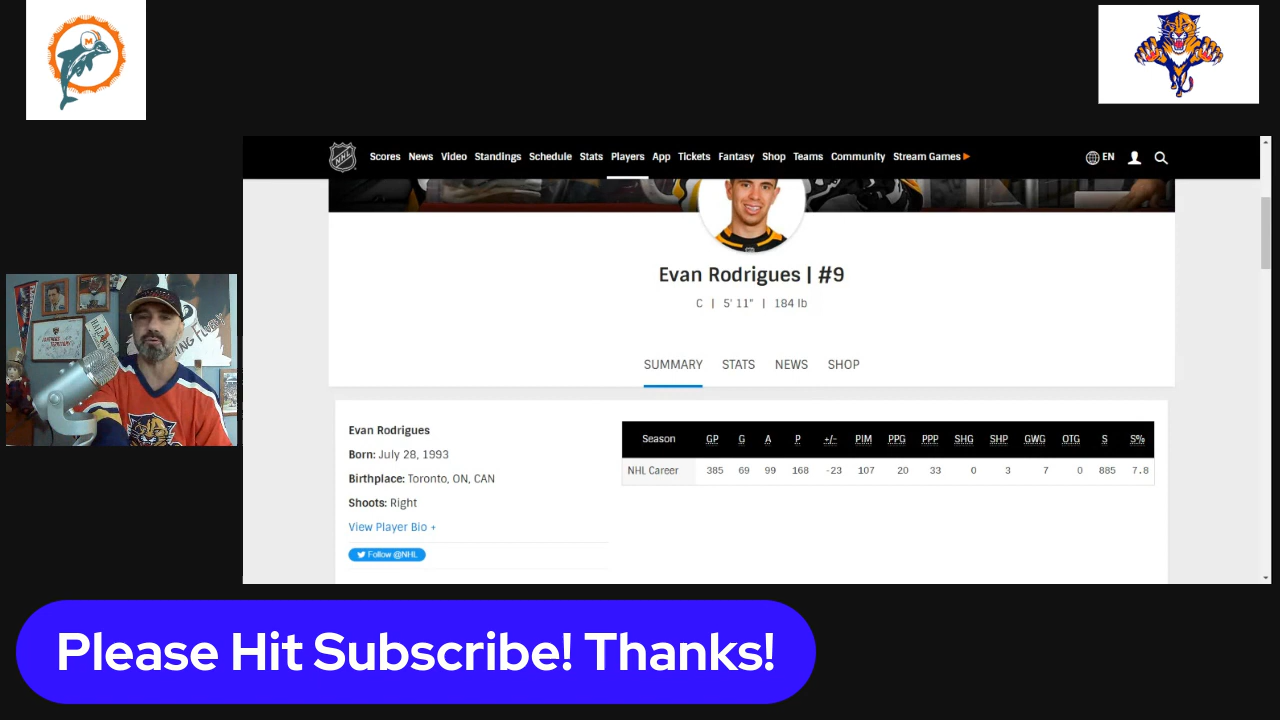 Scores News Video Standings Schedule Stats Players App Tickets Fantasy Shop Teams Community Stream Games EN
Evan Rodrigues | #9
C | 5' 11" | 184 lb
SUMMARY STATS NEWS SHOP
Evan Rodrigues
Born: July 28, 1993
Birthplace: Toronto, ON, CAN
Shoots: Right
View Player Bio +
Follow @NHL
Season GP G A P +/- PIM PPG PPP SHG SHP GWG OTG S S%
NHL Career 385 69 99 168 -23 107 20 33 0 3 7 0 885 7.8
Please Hit Subscribe! Thanks!